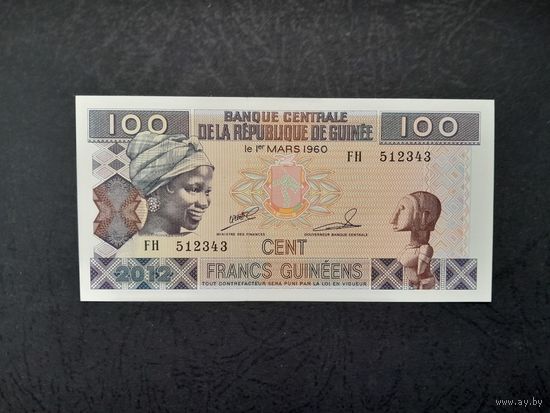 100
BANQUE CENTRALE
100
DE LA RÉPUBLIQUE DE GUINÉE
le 1er MARS 1960
FH 512343
MINISTRE DES FINANCES
GOUVERNEUR BANQUE CENTRALE
FH 512343
CENT
2012
FRANCS GUINÉENS
TOUT CONTREFACTEUR SERA PUNI PAR LA LOI EN VIGUEUR
www.ay.by